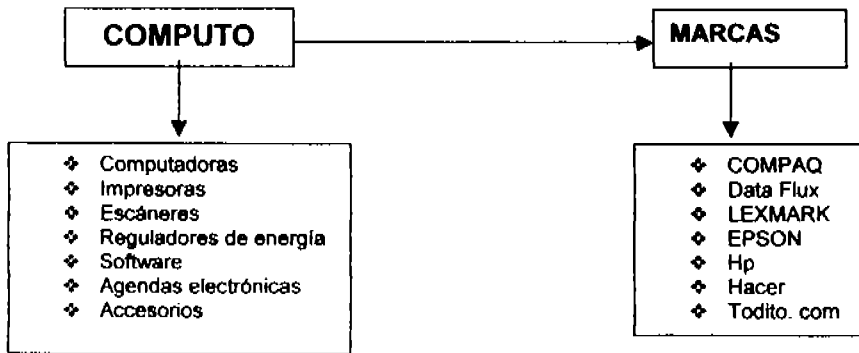 COMPUTO
MARCAS
❖ Computadoras
❖ Impresoras
❖ Escáneres
❖ Reguladores de energía
❖ Software
❖ Agendas electrónicas
❖ Accesorios
❖ COMPAQ
❖ Data Flux
❖ LEXMARK
❖ EPSON
❖ Hp
❖ Hacer
❖ Todito. com